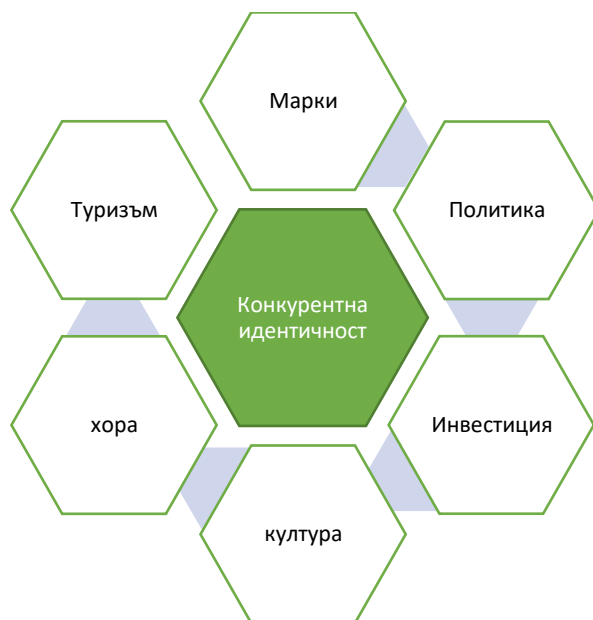 Марки
Туризъм
Политика
Конкурентна
идентичност
хора
Инвестиция
култура